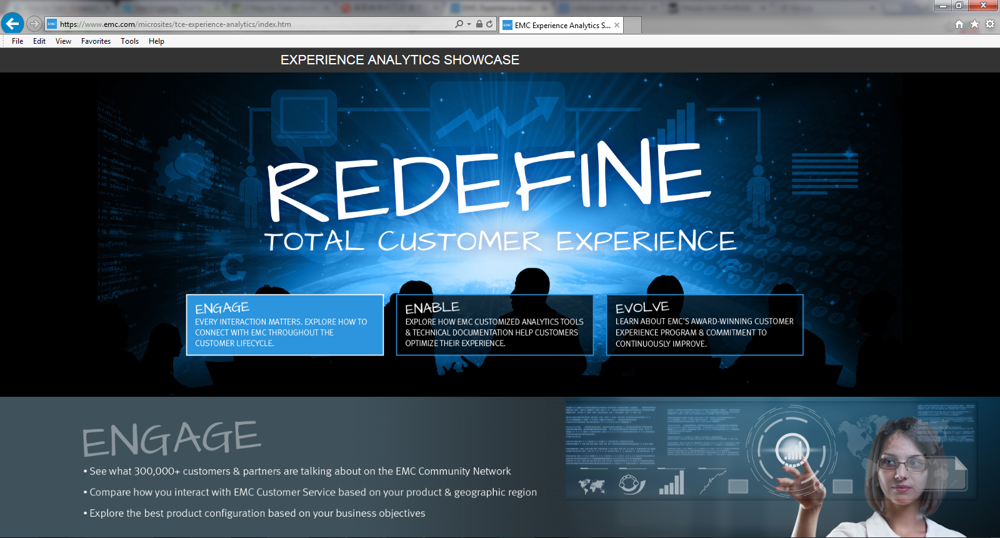 https://www.emc.com/microsites/tce-experience-analytics/index.htm
EMC Experience Analytics S...
File Edit View Favorites Tools Help
EXPERIENCE ANALYTICS SHOWCASE
REDEFINE
TOTAL CUSTOMER EXPERIENCE
ENGAGE
EVERY INTERACTION MATTERS. EXPLORE HOW TO
CONNECT WITH EMC THROUGHOUT THE
CUSTOMER LIFECYCLE.
ENABLE
EXPLORE HOW EMC CUSTOMIZED ANALYTICS TOOLS
& TECHNICAL DOCUMENTATION HELP CUSTOMERS
OPTIMIZE THEIR EXPERIENCE.
EVOLVE
LEARN ABOUT EMC'S AWARD-WINNING CUSTOMER
EXPERIENCE PROGRAM & COMMITMENT TO
CONTINUOUSLY IMPROVE.
ENGAGE
• See what 300,000+ customers & partners are talking about on the EMC Community Network
• Compare how you interact with EMC Customer Service based on your product & geographic region
• Explore the best product configuration based on your business objectives